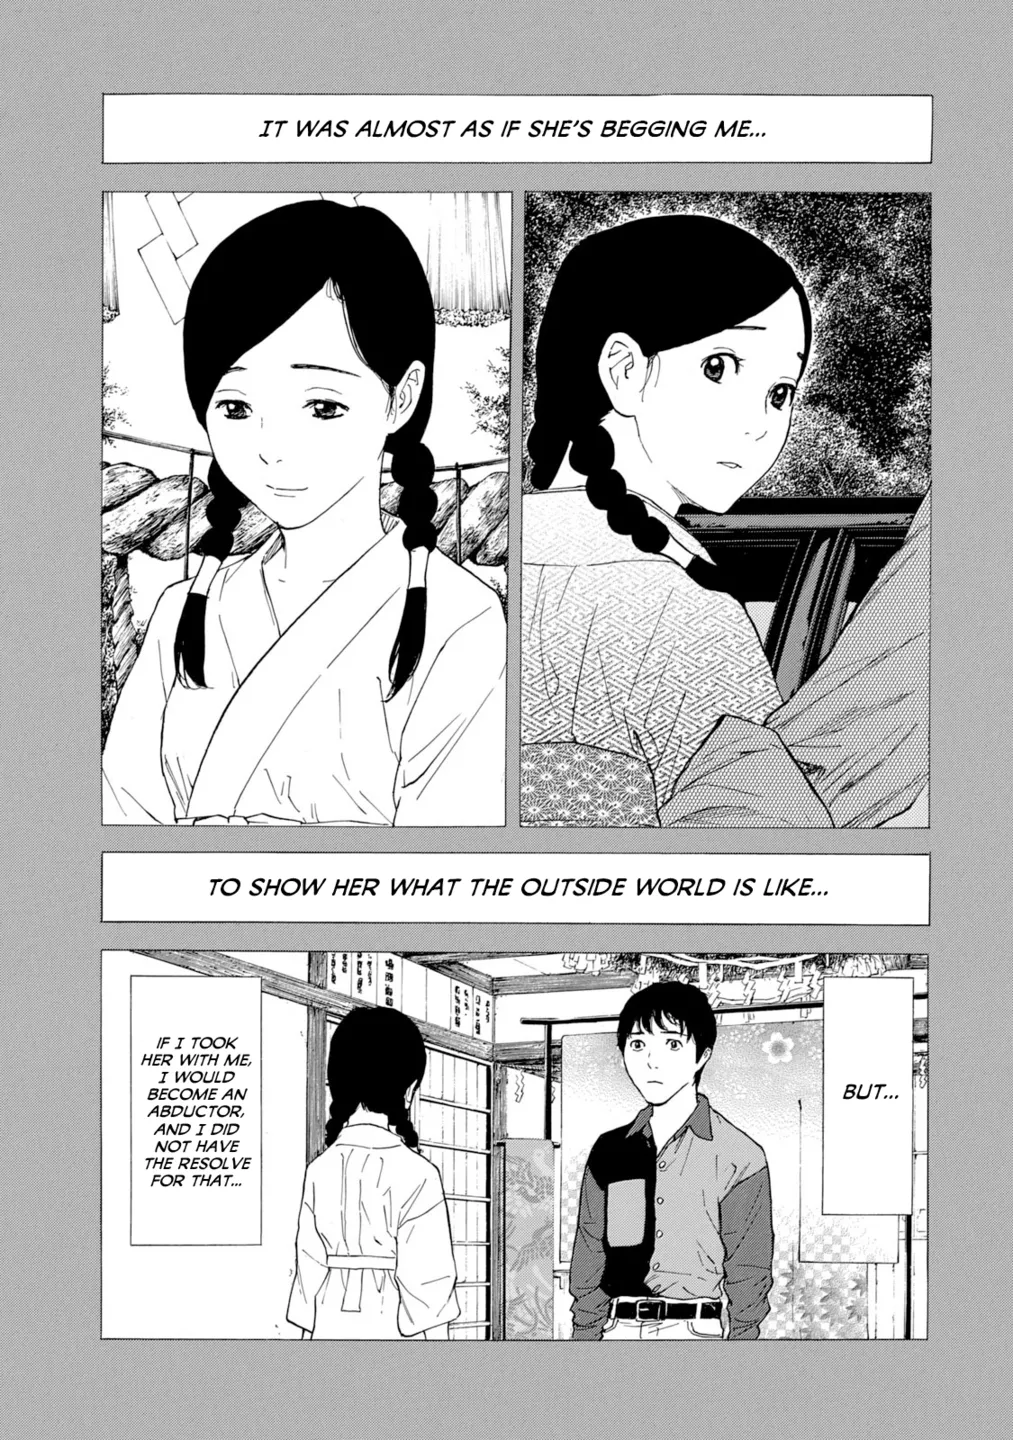 IT WAS ALMOST AS IF SHE'S BEGGING ME...
TO SHOW HER WHAT THE OUTSIDE WORLD IS LIKE...
BUT...
IF I TOOK
HER WITH ME,
I WOULD
BECOME AN
ABDUCTOR,
AND I DID
NOT HAVE
THE RESOLVE
FOR THAT...